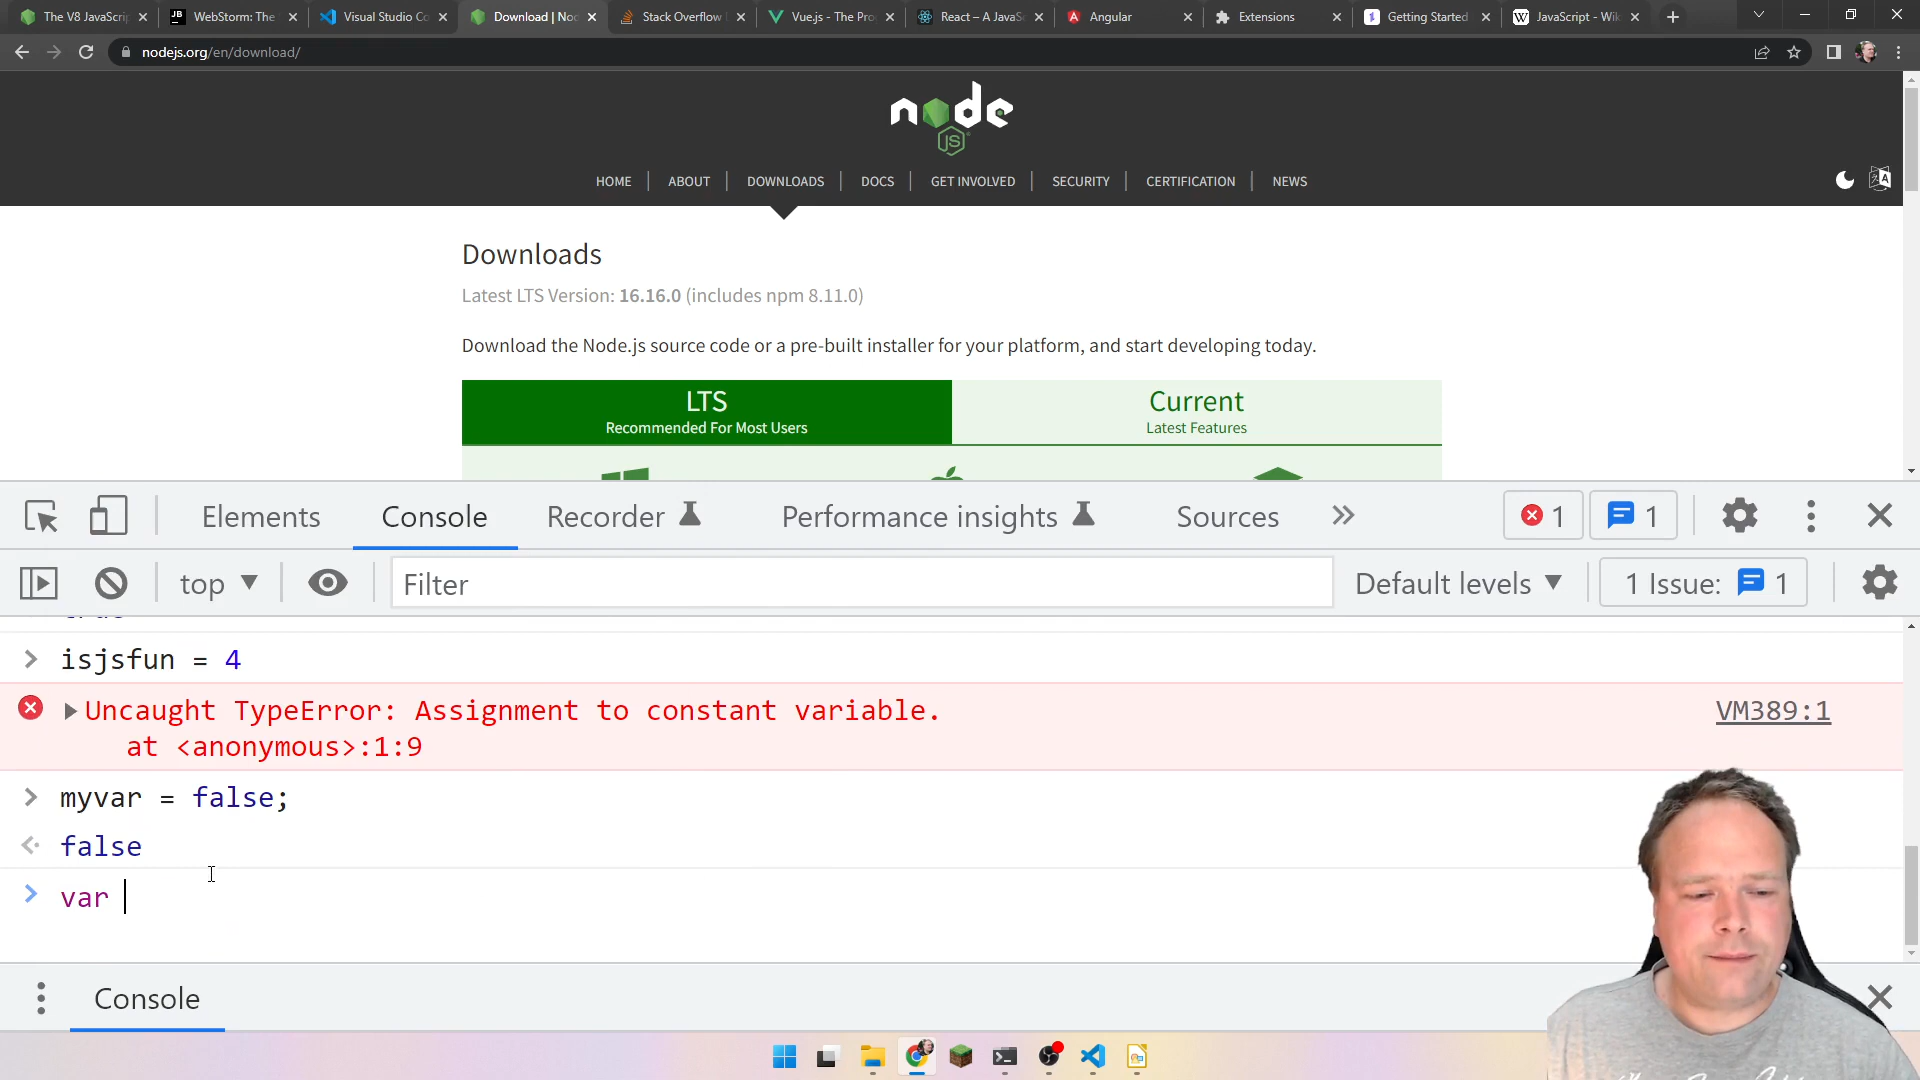 The V8 JavaScri
WebStorm: The
Visual Studio Co
Download | No
Stack Overflow
Vue.js - The Pro
React – A JavaSc
Angular
Extensions
Getting Started
JavaScript - Wik
nodejs.org/en/download/
node
JS
HOME
ABOUT
DOWNLOADS
DOCS
GET INVOLVED
SECURITY
CERTIFICATION
NEWS
Downloads
Latest LTS Version: 16.16.0 (includes npm 8.11.0)
Download the Node.js source code or a pre-built installer for your platform, and start developing today.
LTS
Recommended For Most Users
Current
Latest Features
Elements
Console
Recorder
Performance insights
Sources
1
1
top
Filter
Default levels
1 Issue: 1
isjsfun = 4
Uncaught TypeError: Assignment to constant variable.
VM389:1
at <anonymous>:1:9
myvar = false;
false
var
Console